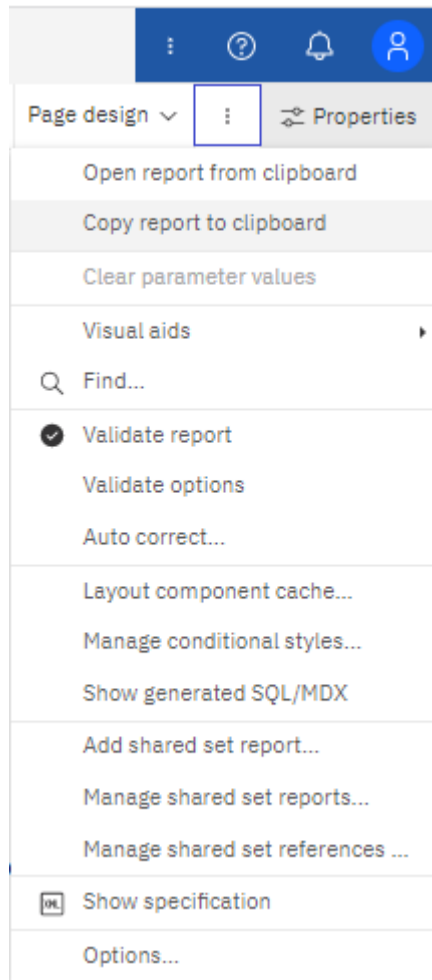 Page design
Properties
Open report from clipboard
Copy report to clipboard
Clear parameter values
Visual aids
Find...
Validate report
Validate options
Auto correct...
Layout component cache...
Manage conditional styles...
Show generated SQL/MDX
Add shared set report...
Manage shared set reports...
Manage shared set references ...
Show specification
Options...